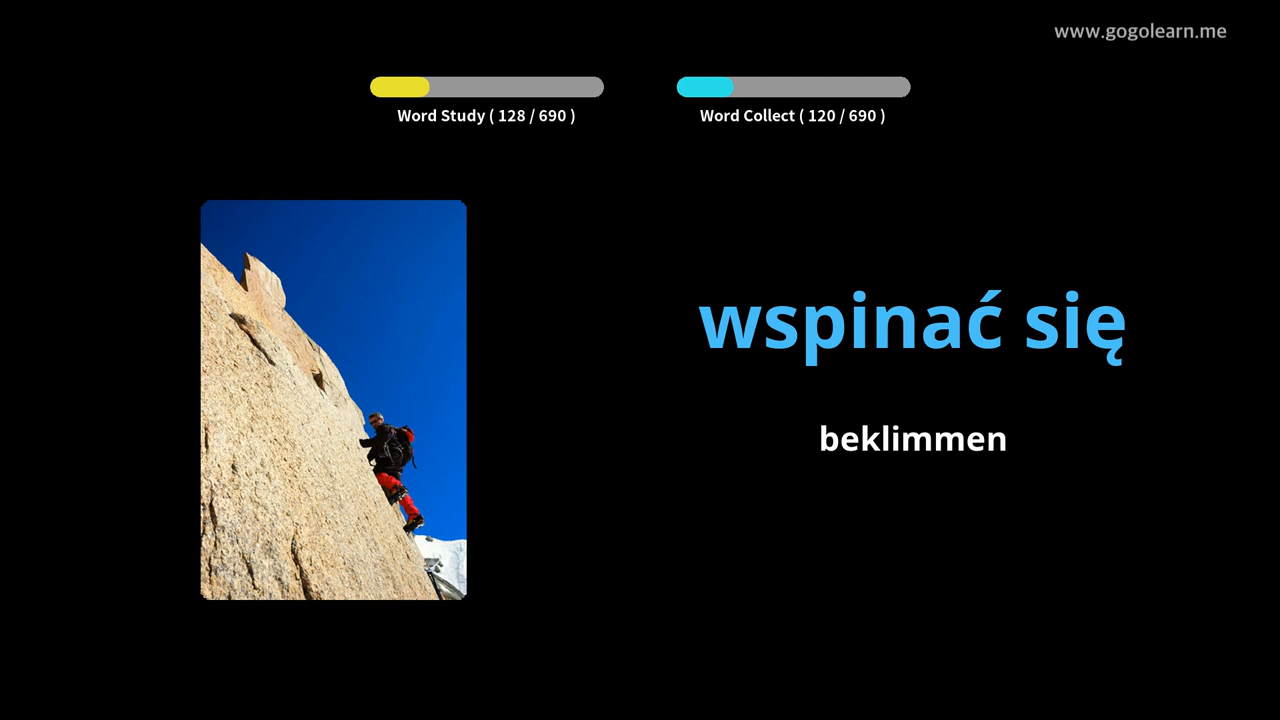 www.gogolearn.me
Word Study ( 128 / 690 )
Word Collect ( 120 / 690 )
wspinać się
beklimmen